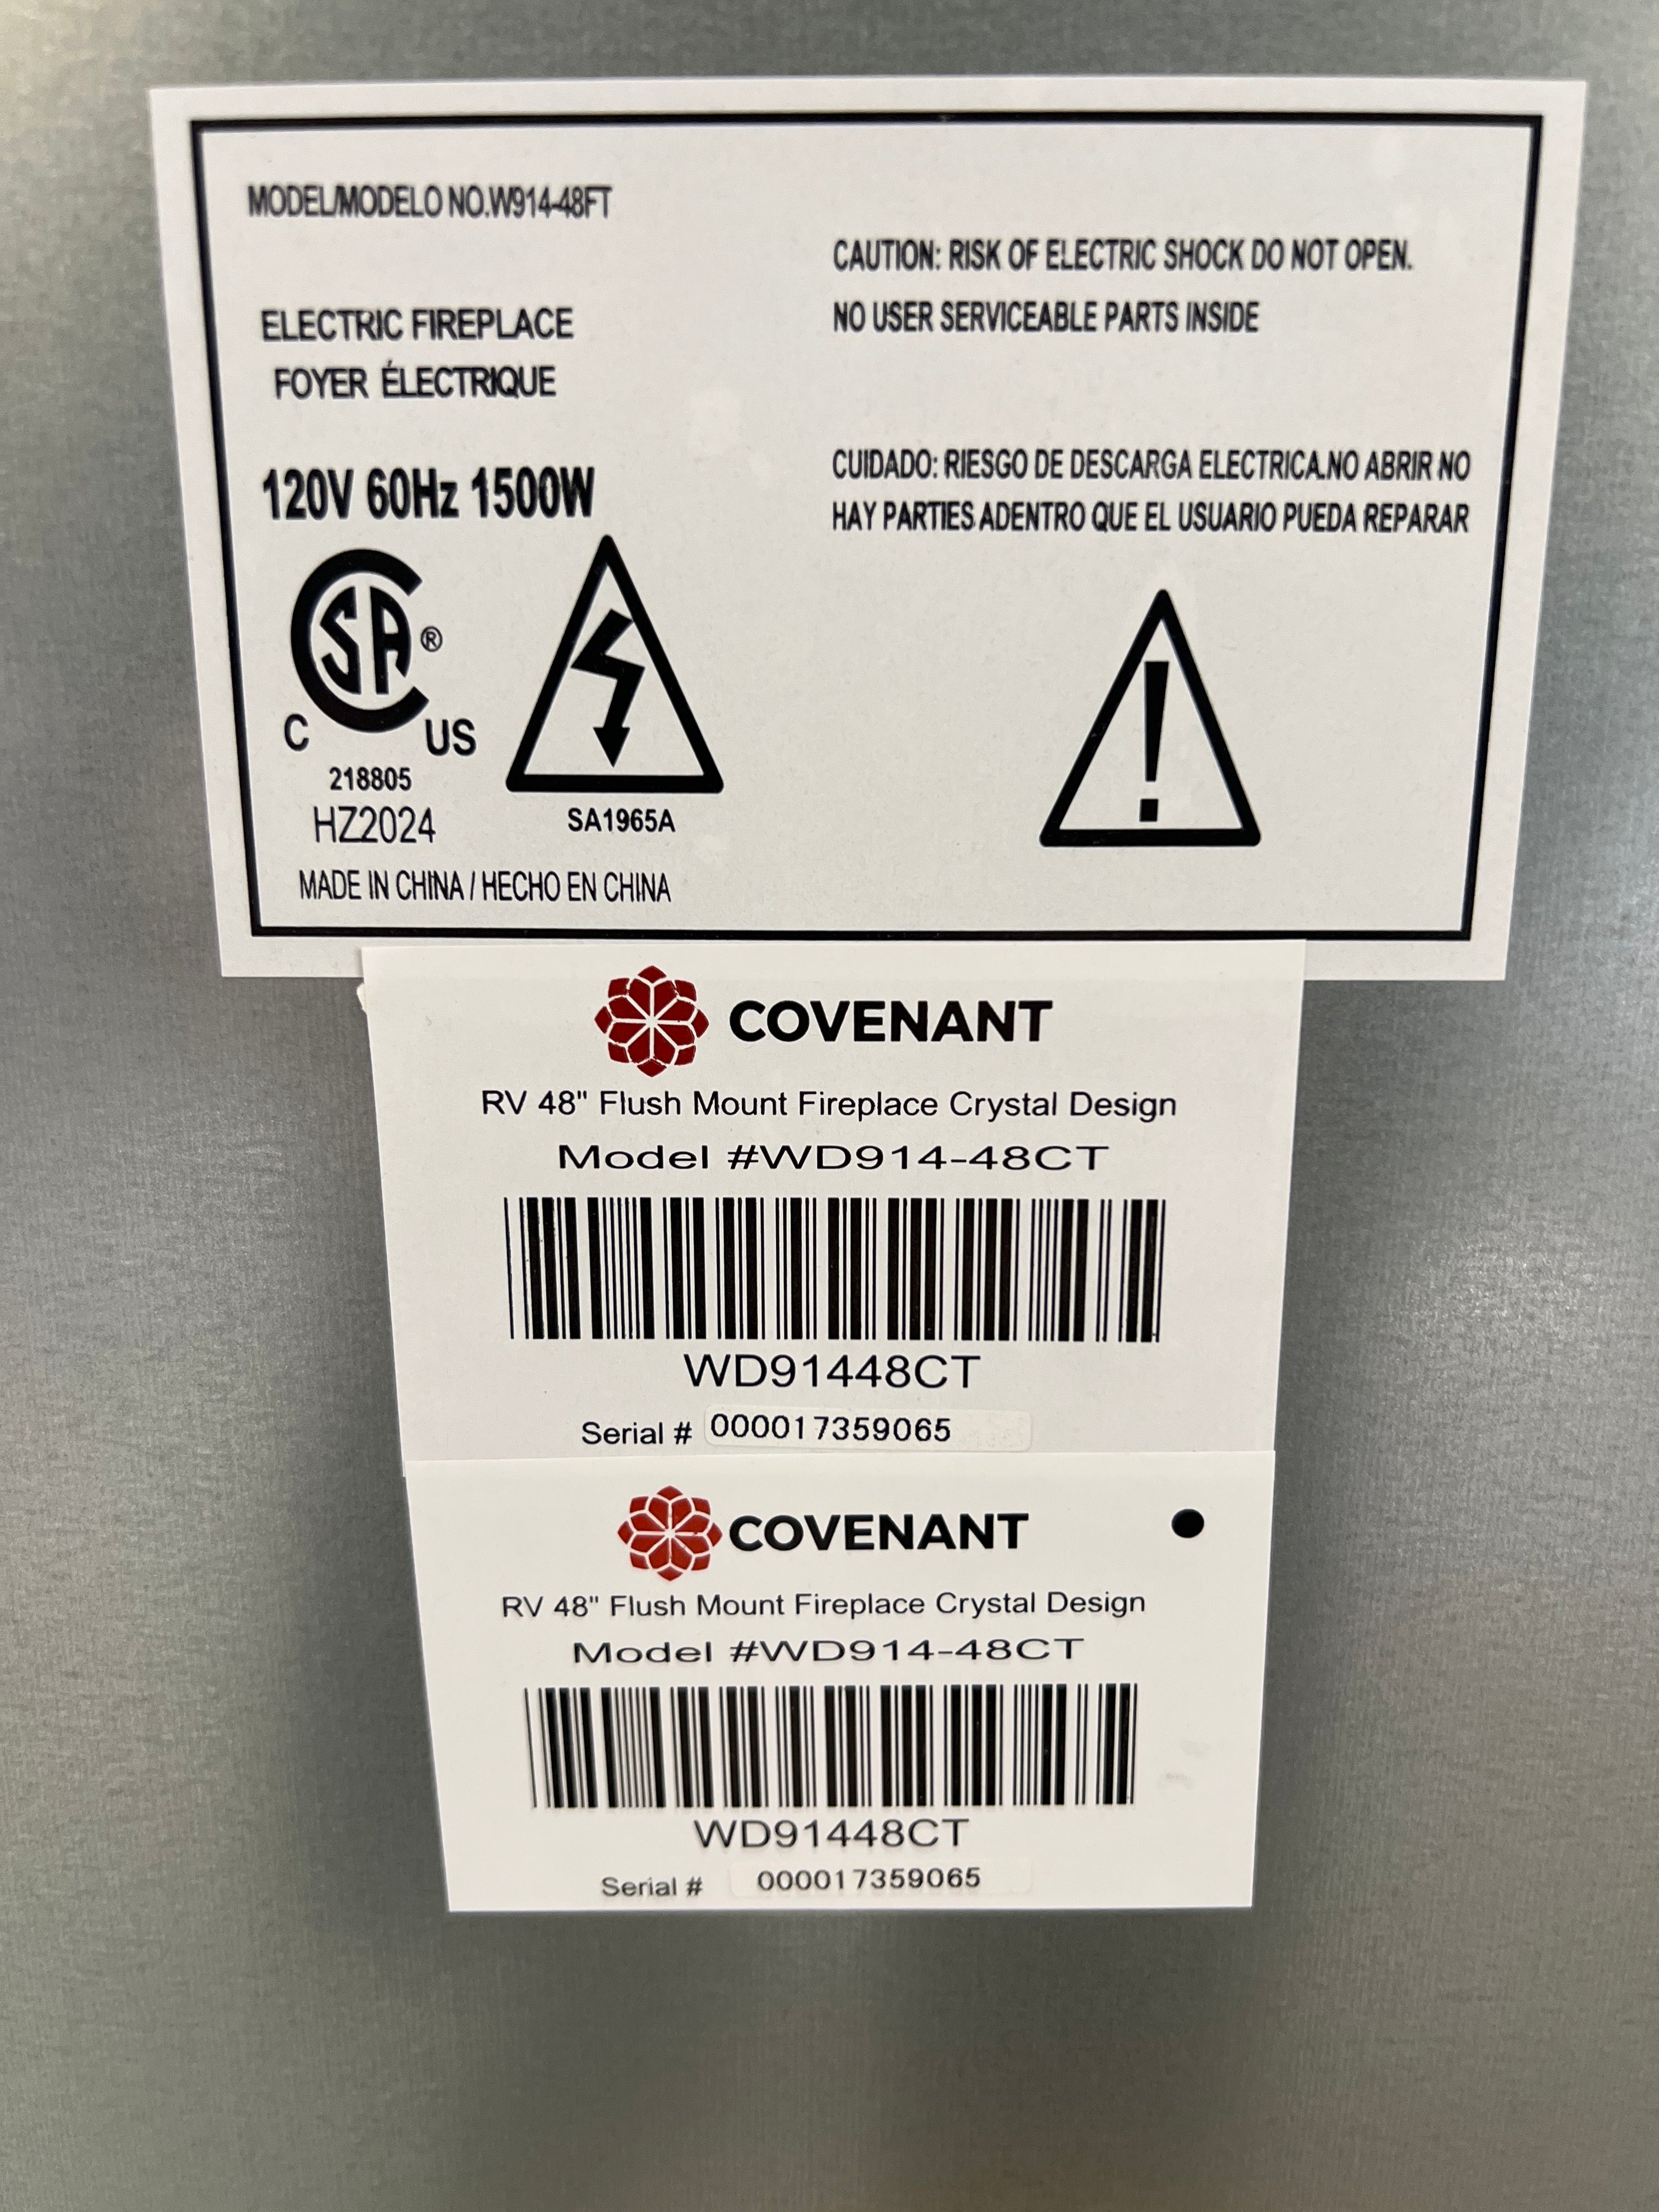 MODEL/MODELO NO.W914-48FT
ELECTRIC FIREPLACE
FOYER ÉLECTRIQUE
120V 60Hz 1500W
CSA®
C US
218805
HZ2024
SA1965A
MADE IN CHINA / HECHO EN CHINA
CAUTION: RISK OF ELECTRIC SHOCK DO NOT OPEN.
NO USER SERVICEABLE PARTS INSIDE
CUIDADO: RIESGO DE DESCARGA ELECTRICA.NO ABRIR NO
HAY PARTIES ADENTRO QUE EL USUARIO PUEDA REPARAR
!
COVENANT
RV 48" Flush Mount Fireplace Crystal Design
Model #WD914-48CT
WD91448CT
Serial # 000017359065
COVENANT
RV 48" Flush Mount Fireplace Crystal Design
Model #WD914-48CT
WD91448CT
Serial # 000017359065